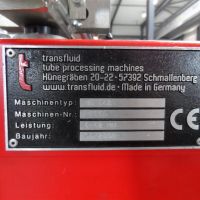 transfluid
tube processing machines
Hünegräben 20-22·57392 Schmallenberg
www.transfluid.de·Made in Germany
Maschinentyp:
Maschinen-Nr.:
Leistung:
Baujahr: